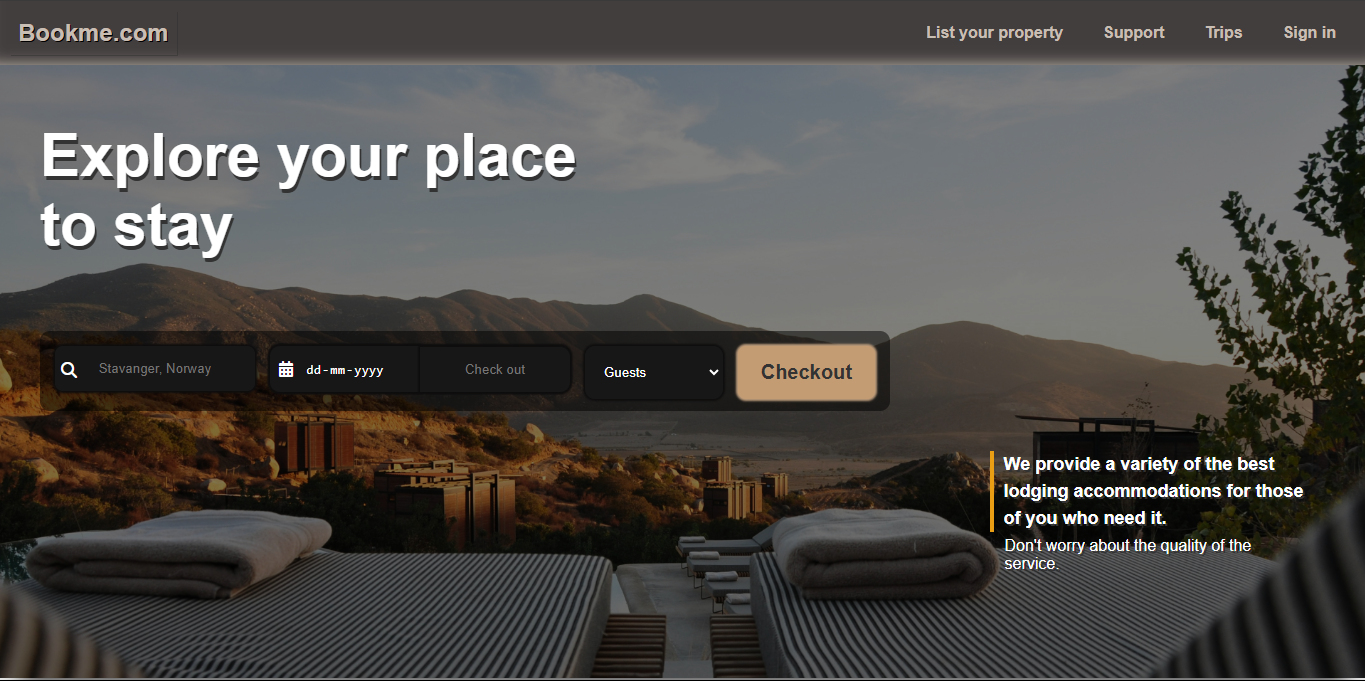 Bookme.com
List your property
Support
Trips
Sign in
Explore your place
to stay
Stavanger, Norway
dd-mm-yyyy
Check out
Guests
Checkout
We provide a variety of the best
lodging accommodations for those
of you who need it.
Don't worry about the quality of the
service.